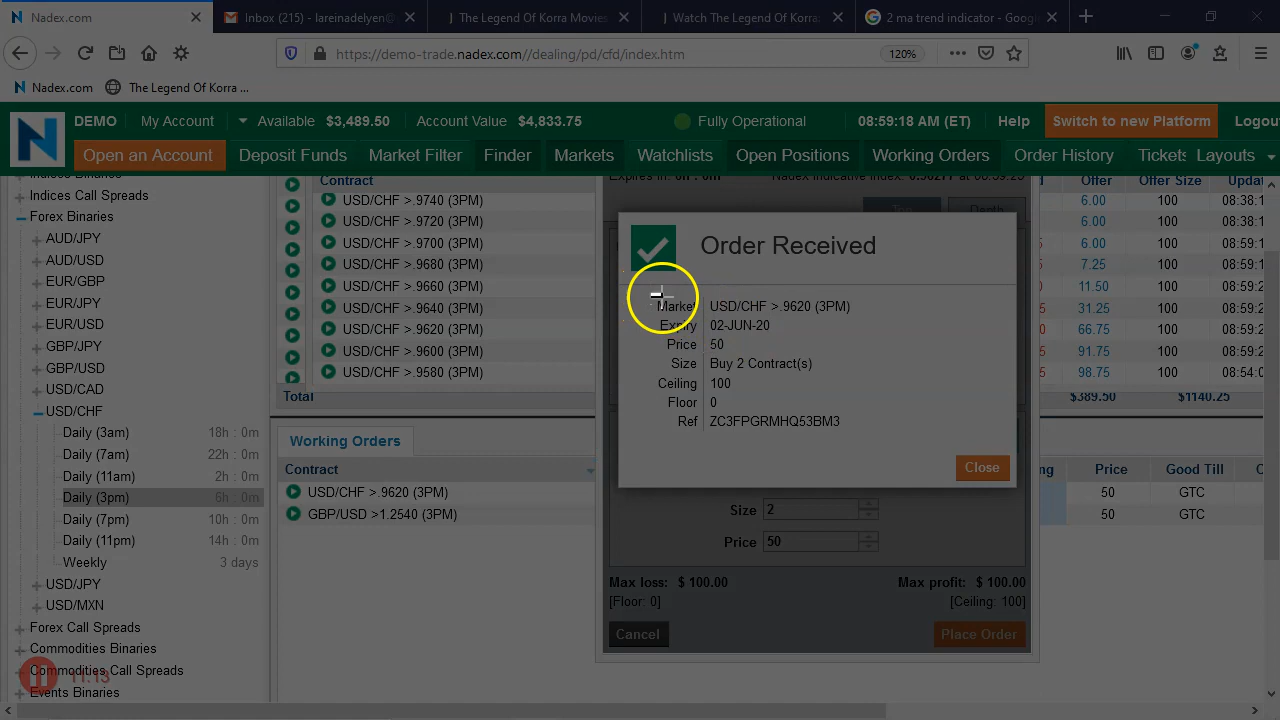 Nadex.com
Inbox (215) - lareinadelyen@
The Legend Of Korra Movies
Watch The Legend Of Korra:
2 ma trend indicator - Goog
https://demo-trade.nadex.com//dealing/pd/cfd/index.htm
120%
Nadex.com
The Legend Of Korra ...
DEMO My Account Available $3,489.50 Account Value $4,833.75 Fully Operational 08:59:18 AM (ET) Help Switch to new Platform Logou
Open an Account Deposit Funds Market Filter Finder Markets Watchlists Open Positions Working Orders Order History Tickets Layouts
Indices Call Spreads
Forex Binaries
AUD/JPY
AUD/USD
EUR/GBP
EUR/JPY
EUR/USD
GBP/JPY
GBP/USD
USD/CAD
USD/CHF
Daily (3am) 18h : 0m
Daily (7am) 22h : 0m
Daily (11am) 2h : 0m
Daily (3pm) 6h : 0m
Daily (7pm) 10h : 0m
Daily (11pm) 14h : 0m
Weekly 3 days
USD/JPY
USD/MXN
Forex Call Spreads
Commodities Binaries
Commodities Call Spreads
Events Binaries
11:13
Contract Offer Offer Size Updat
USD/CHF >.9740 (3PM) 6.00 100 08:38:1
USD/CHF >.9720 (3PM) 6.00 100 08:59:1
USD/CHF >.9700 (3PM) 6.00 100 08:59:1
USD/CHF >.9680 (3PM) 7.25 100 08:59:1
USD/CHF >.9660 (3PM) 11.50 100 08:59:2
USD/CHF >.9640 (3PM) 31.25 100 08:59:2
USD/CHF >.9620 (3PM) 66.75 100 08:59:2
USD/CHF >.9600 (3PM) 91.75 100 08:59:2
USD/CHF >.9580 (3PM) 98.75 100 08:54:0
Total $389.50 $1140.25
Working Orders
Contract Price Good Till
USD/CHF >.9620 (3PM) 50 GTC
GBP/USD >1.2540 (3PM) 50 GTC
Order Received
Market USD/CHF >.9620 (3PM)
Expiry 02-JUN-20
Price 50
Size Buy 2 Contract(s)
Ceiling 100
Floor 0
Ref ZC3FPGRMHQ53BM3
Close
Size 2
Price 50
Max loss: $ 100.00 Max profit: $ 100.00
[Floor: 0] [Ceiling: 100]
Cancel Place Order